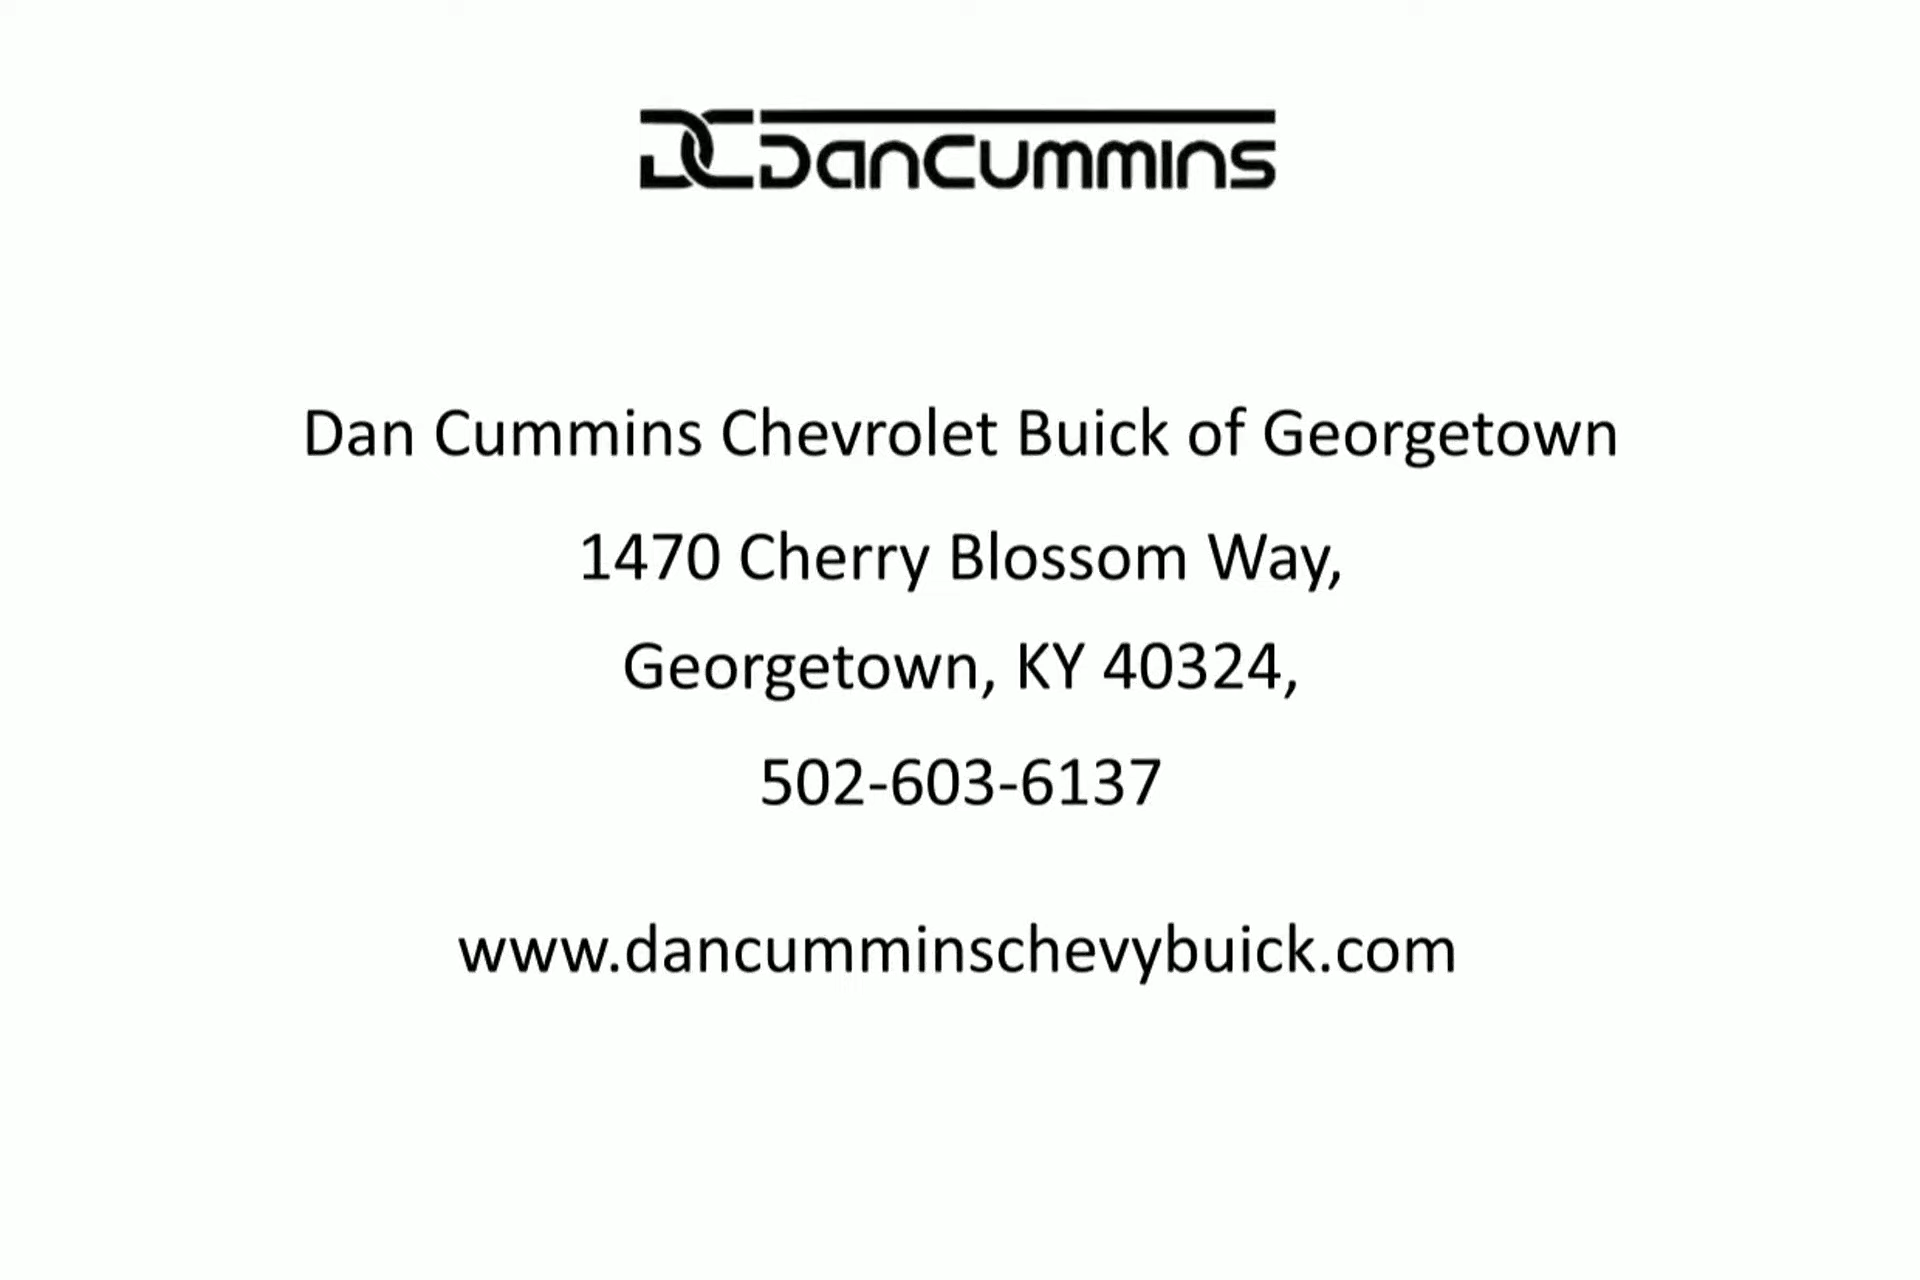 DC DanCummins
Dan Cummins Chevrolet Buick of Georgetown
1470 Cherry Blossom Way,
Georgetown, KY 40324,
502-603-6137
www.dancumminschevybuick.com